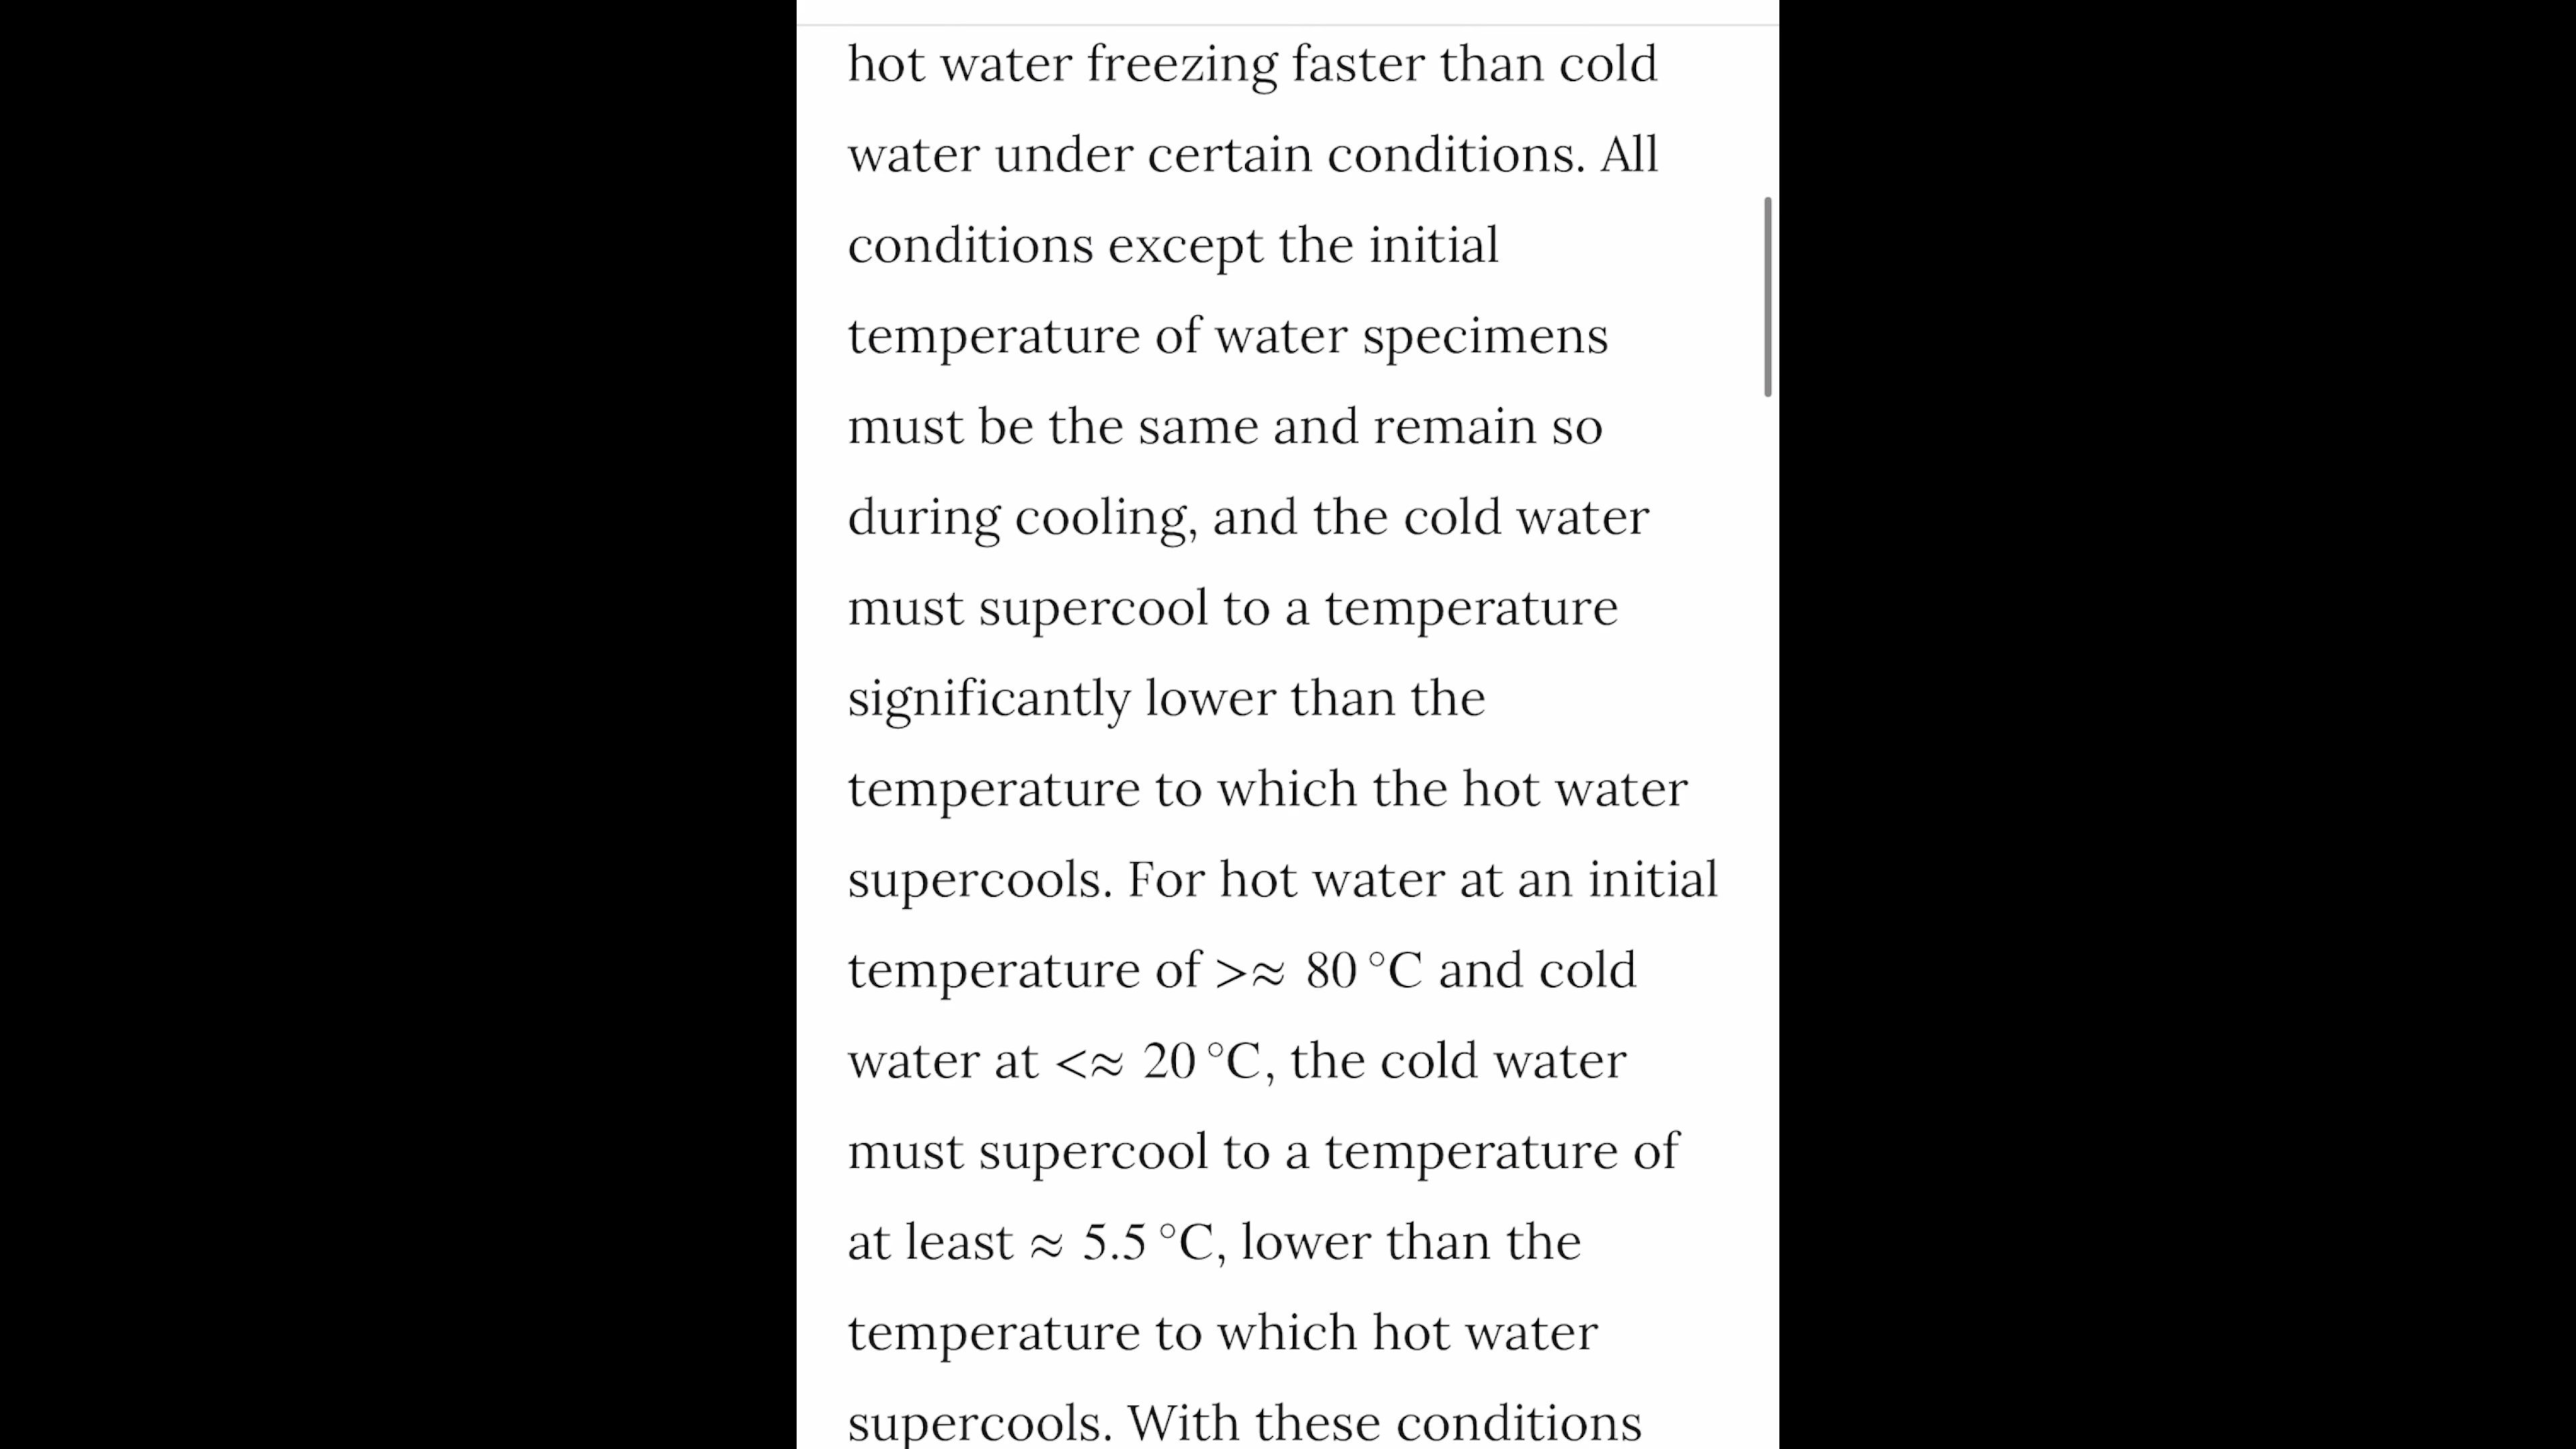 hot water freezing faster than cold
water under certain conditions. All
conditions except the initial
temperature of water specimens
must be the same and remain so
during cooling, and the cold water
must supercool to a temperature
significantly lower than the
temperature to which the hot water
supercools. For hot water at an initial
temperature of >≈ 80 °C and cold
water at <≈ 20 °C, the cold water
must supercool to a temperature of
at least ≈ 5.5 °C, lower than the
temperature to which hot water
supercools. With these conditions